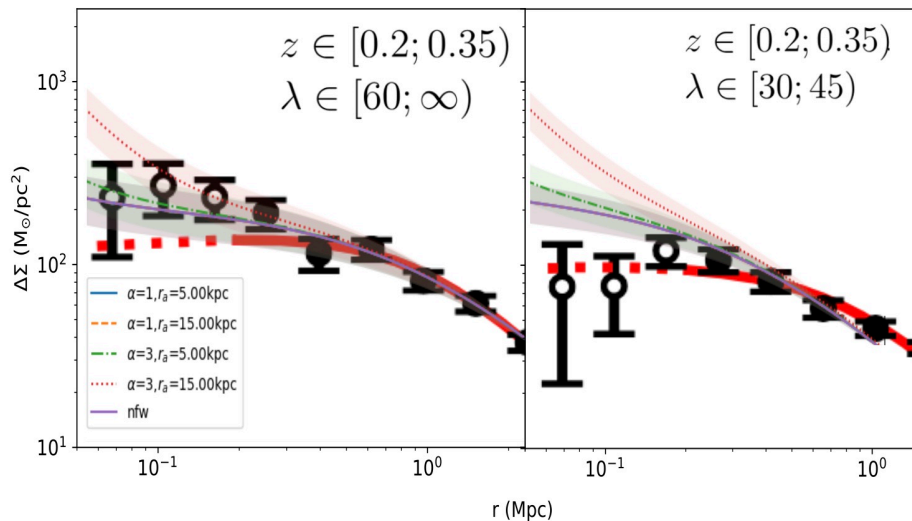 z ∈ [0.2; 0.35)
λ ∈ [60; ∞)
z ∈ [0.2; 0.35)
λ ∈ [30; 45)
10³
10²
10¹
ΔΣ (M⊙/pc²)
α=1,rₐ=5.00kpc
α=1,rₐ=15.00kpc
α=3,rₐ=5.00kpc
α=3,rₐ=15.00kpc
nfw
10⁻¹
10⁰
10⁻¹
10⁰
r (Mpc)